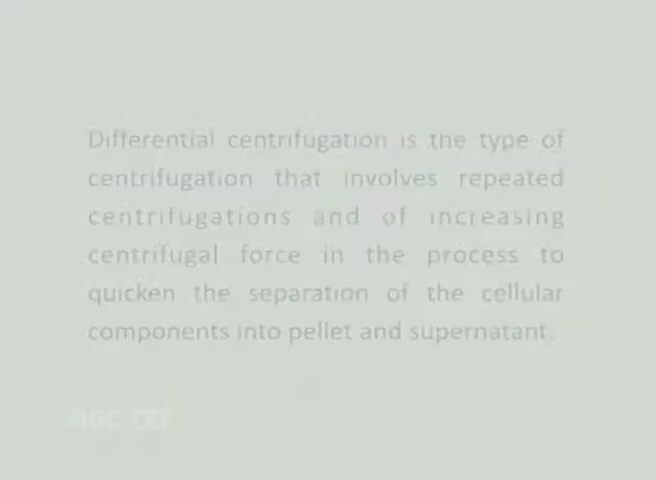 Differential centrifugation is the type of
centrifugation that involves repeated
centrifugations and of increasing
centrifugal force in the process to
quicken the separation of the cellular
components into pellet and supernatant.